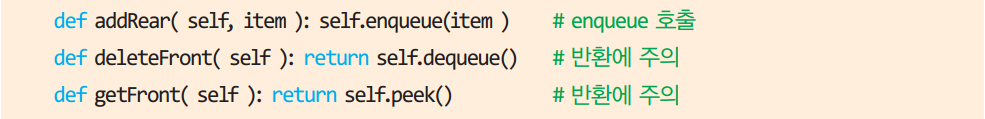 def addRear( self, item ): self.enqueue(item ) # enqueue 호출
def deleteFront( self ): return self.dequeue() # 반환에 주의
def getFront( self ): return self.peek() # 반환에 주의